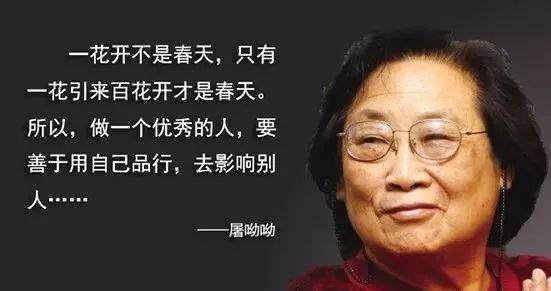 一花开不是春天，只有
一花引来百花开才是春天。
所以，做一个优秀的人，要
善于用自己品行，去影响别
人……
——屠呦呦